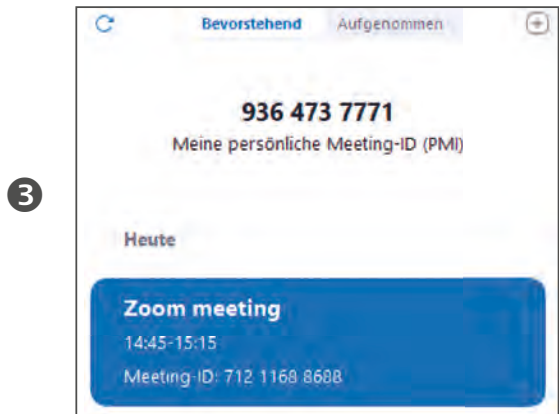 Bevorstehend Aufgenommen
936 473 7771
Meine persönliche Meeting-ID (PMI)
❸
Heute
Zoom meeting
14:45-15:15
Meeting-ID: 712 1168 8688